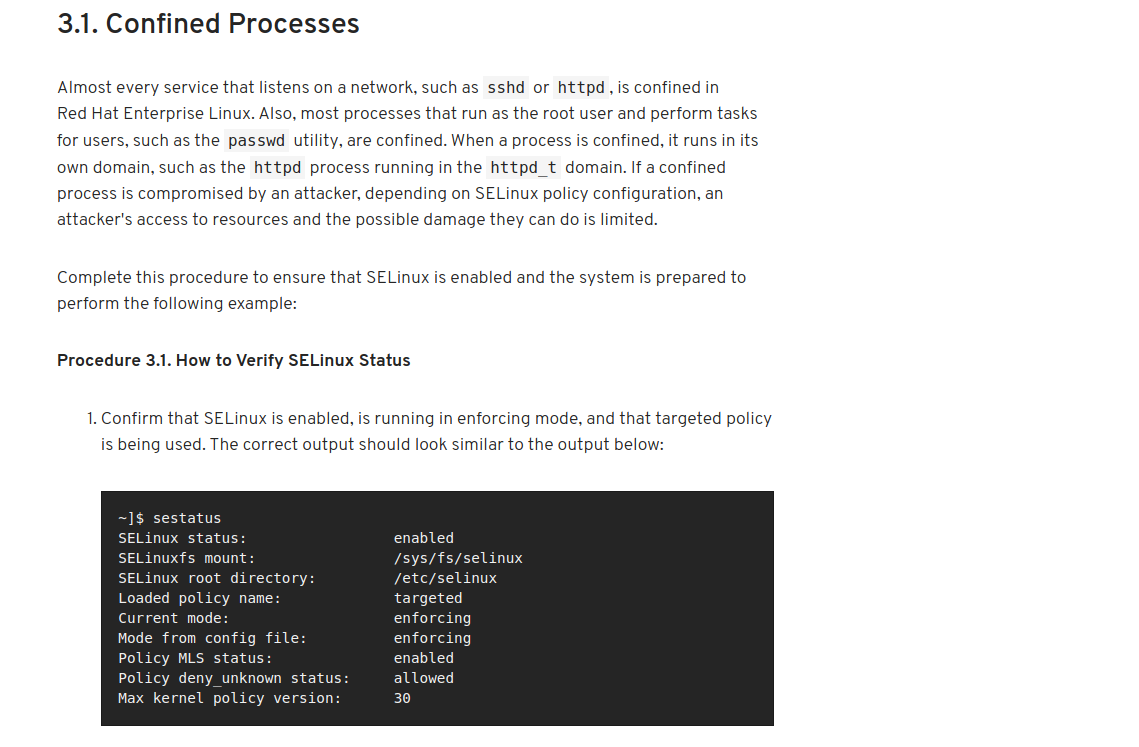 3.1. Confined Processes
Almost every service that listens on a network, such as sshd or httpd, is confined in
Red Hat Enterprise Linux. Also, most processes that run as the root user and perform tasks
for users, such as the passwd utility, are confined. When a process is confined, it runs in its
own domain, such as the httpd process running in the httpd_t domain. If a confined
process is compromised by an attacker, depending on SELinux policy configuration, an
attacker's access to resources and the possible damage they can do is limited.
Complete this procedure to ensure that SELinux is enabled and the system is prepared to
perform the following example:
Procedure 3.1. How to Verify SELinux Status
1. Confirm that SELinux is enabled, is running in enforcing mode, and that targeted policy
is being used. The correct output should look similar to the output below:
~]$ sestatus
SELinux status: enabled
SELinuxfs mount: /sys/fs/selinux
SELinux root directory: /etc/selinux
Loaded policy name: targeted
Current mode: enforcing
Mode from config file: enforcing
Policy MLS status: enabled
Policy deny_unknown status: allowed
Max kernel policy version: 30